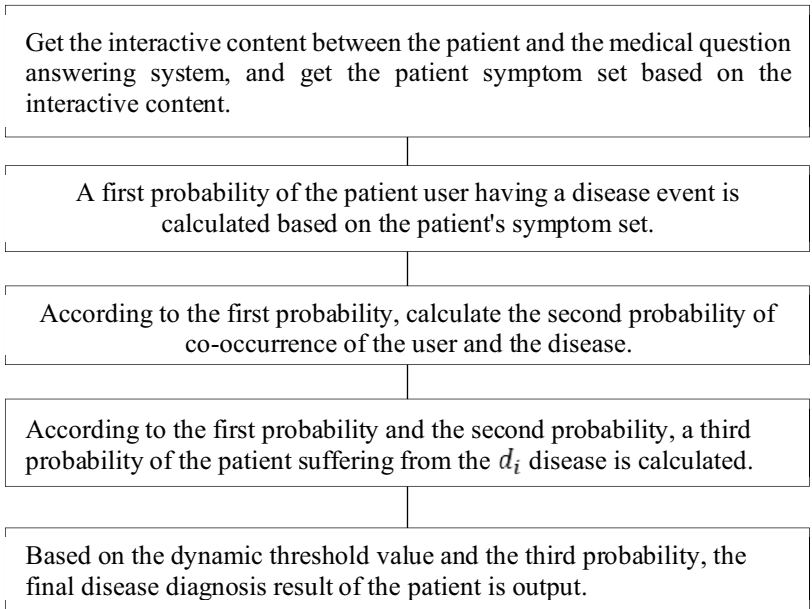 Get the interactive content between the patient and the medical question
answering system, and get the patient symptom set based on the
interactive content.
A first probability of the patient user having a disease event is
calculated based on the patient's symptom set.
According to the first probability, calculate the second probability of
co-occurrence of the user and the disease.
According to the first probability and the second probability, a third
probability of the patient suffering from the d_i disease is calculated.
Based on the dynamic threshold value and the third probability, the
final disease diagnosis result of the patient is output.